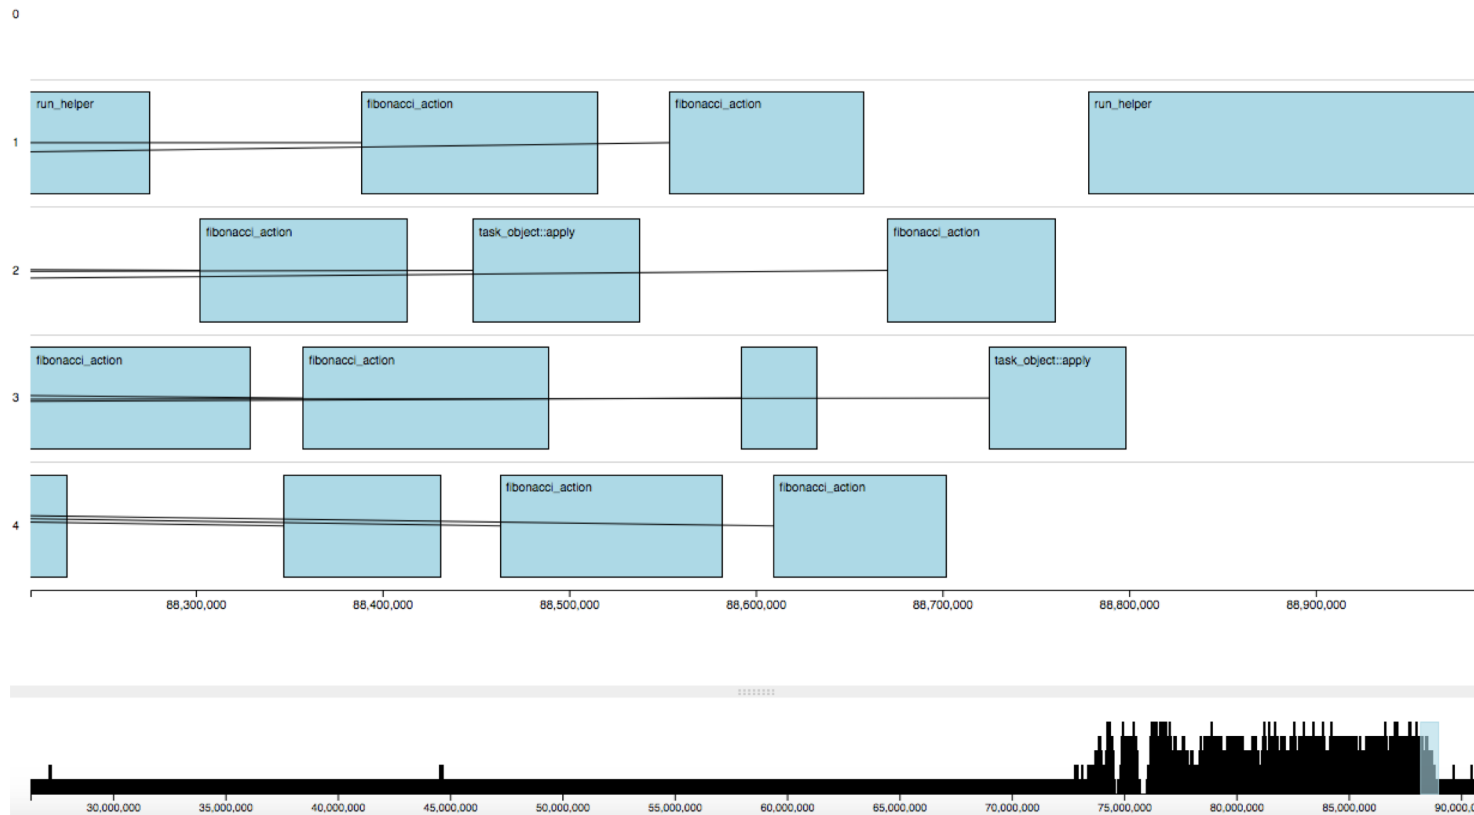 0
run_helper fibonacci_action fibonacci_action run_helper
1
fibonacci_action task_object::apply fibonacci_action
2
fibonacci_action fibonacci_action task_object::apply
3
fibonacci_action fibonacci_action
4
88,300,000 88,400,000 88,500,000 88,600,000 88,700,000 88,800,000 88,900,000
30,000,000 35,000,000 40,000,000 45,000,000 50,000,000 55,000,000 60,000,000 65,000,000 70,000,000 75,000,000 80,000,000 85,000,000 90,000,0